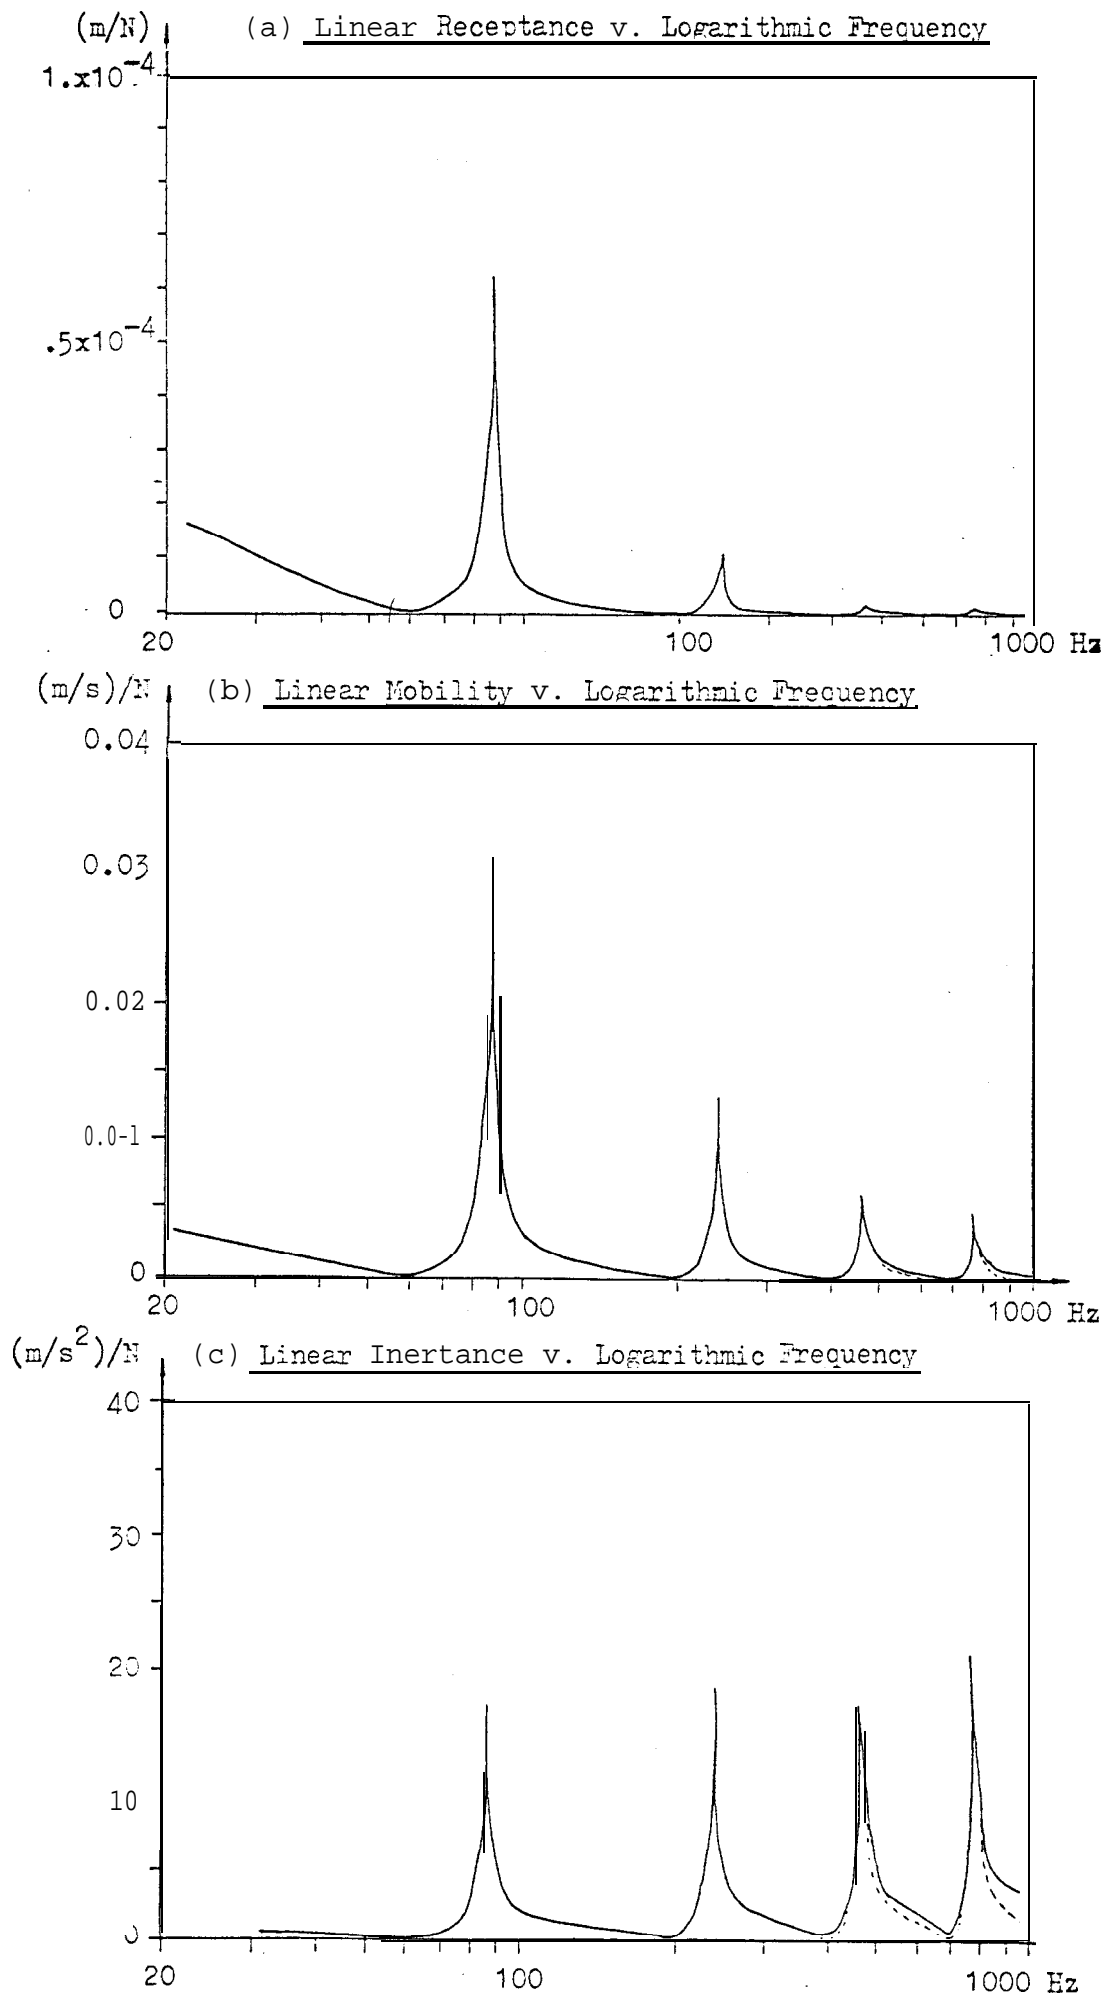 (m/N) (a) Linear Receptance v. Logarithmic Frequency
1.x10-4
.5x10-4
0
20 100 1000 Hz
(m/s)/N (b) Linear Mobility v. Logarithmic Frequency
0.04
0.03
0.02
0.0-1
0
20 100 1000 Hz
(m/s2)/N (c) Linear Inertance v. Logarithmic Frequency
40
30
20
10
0
20 100 1000 Hz